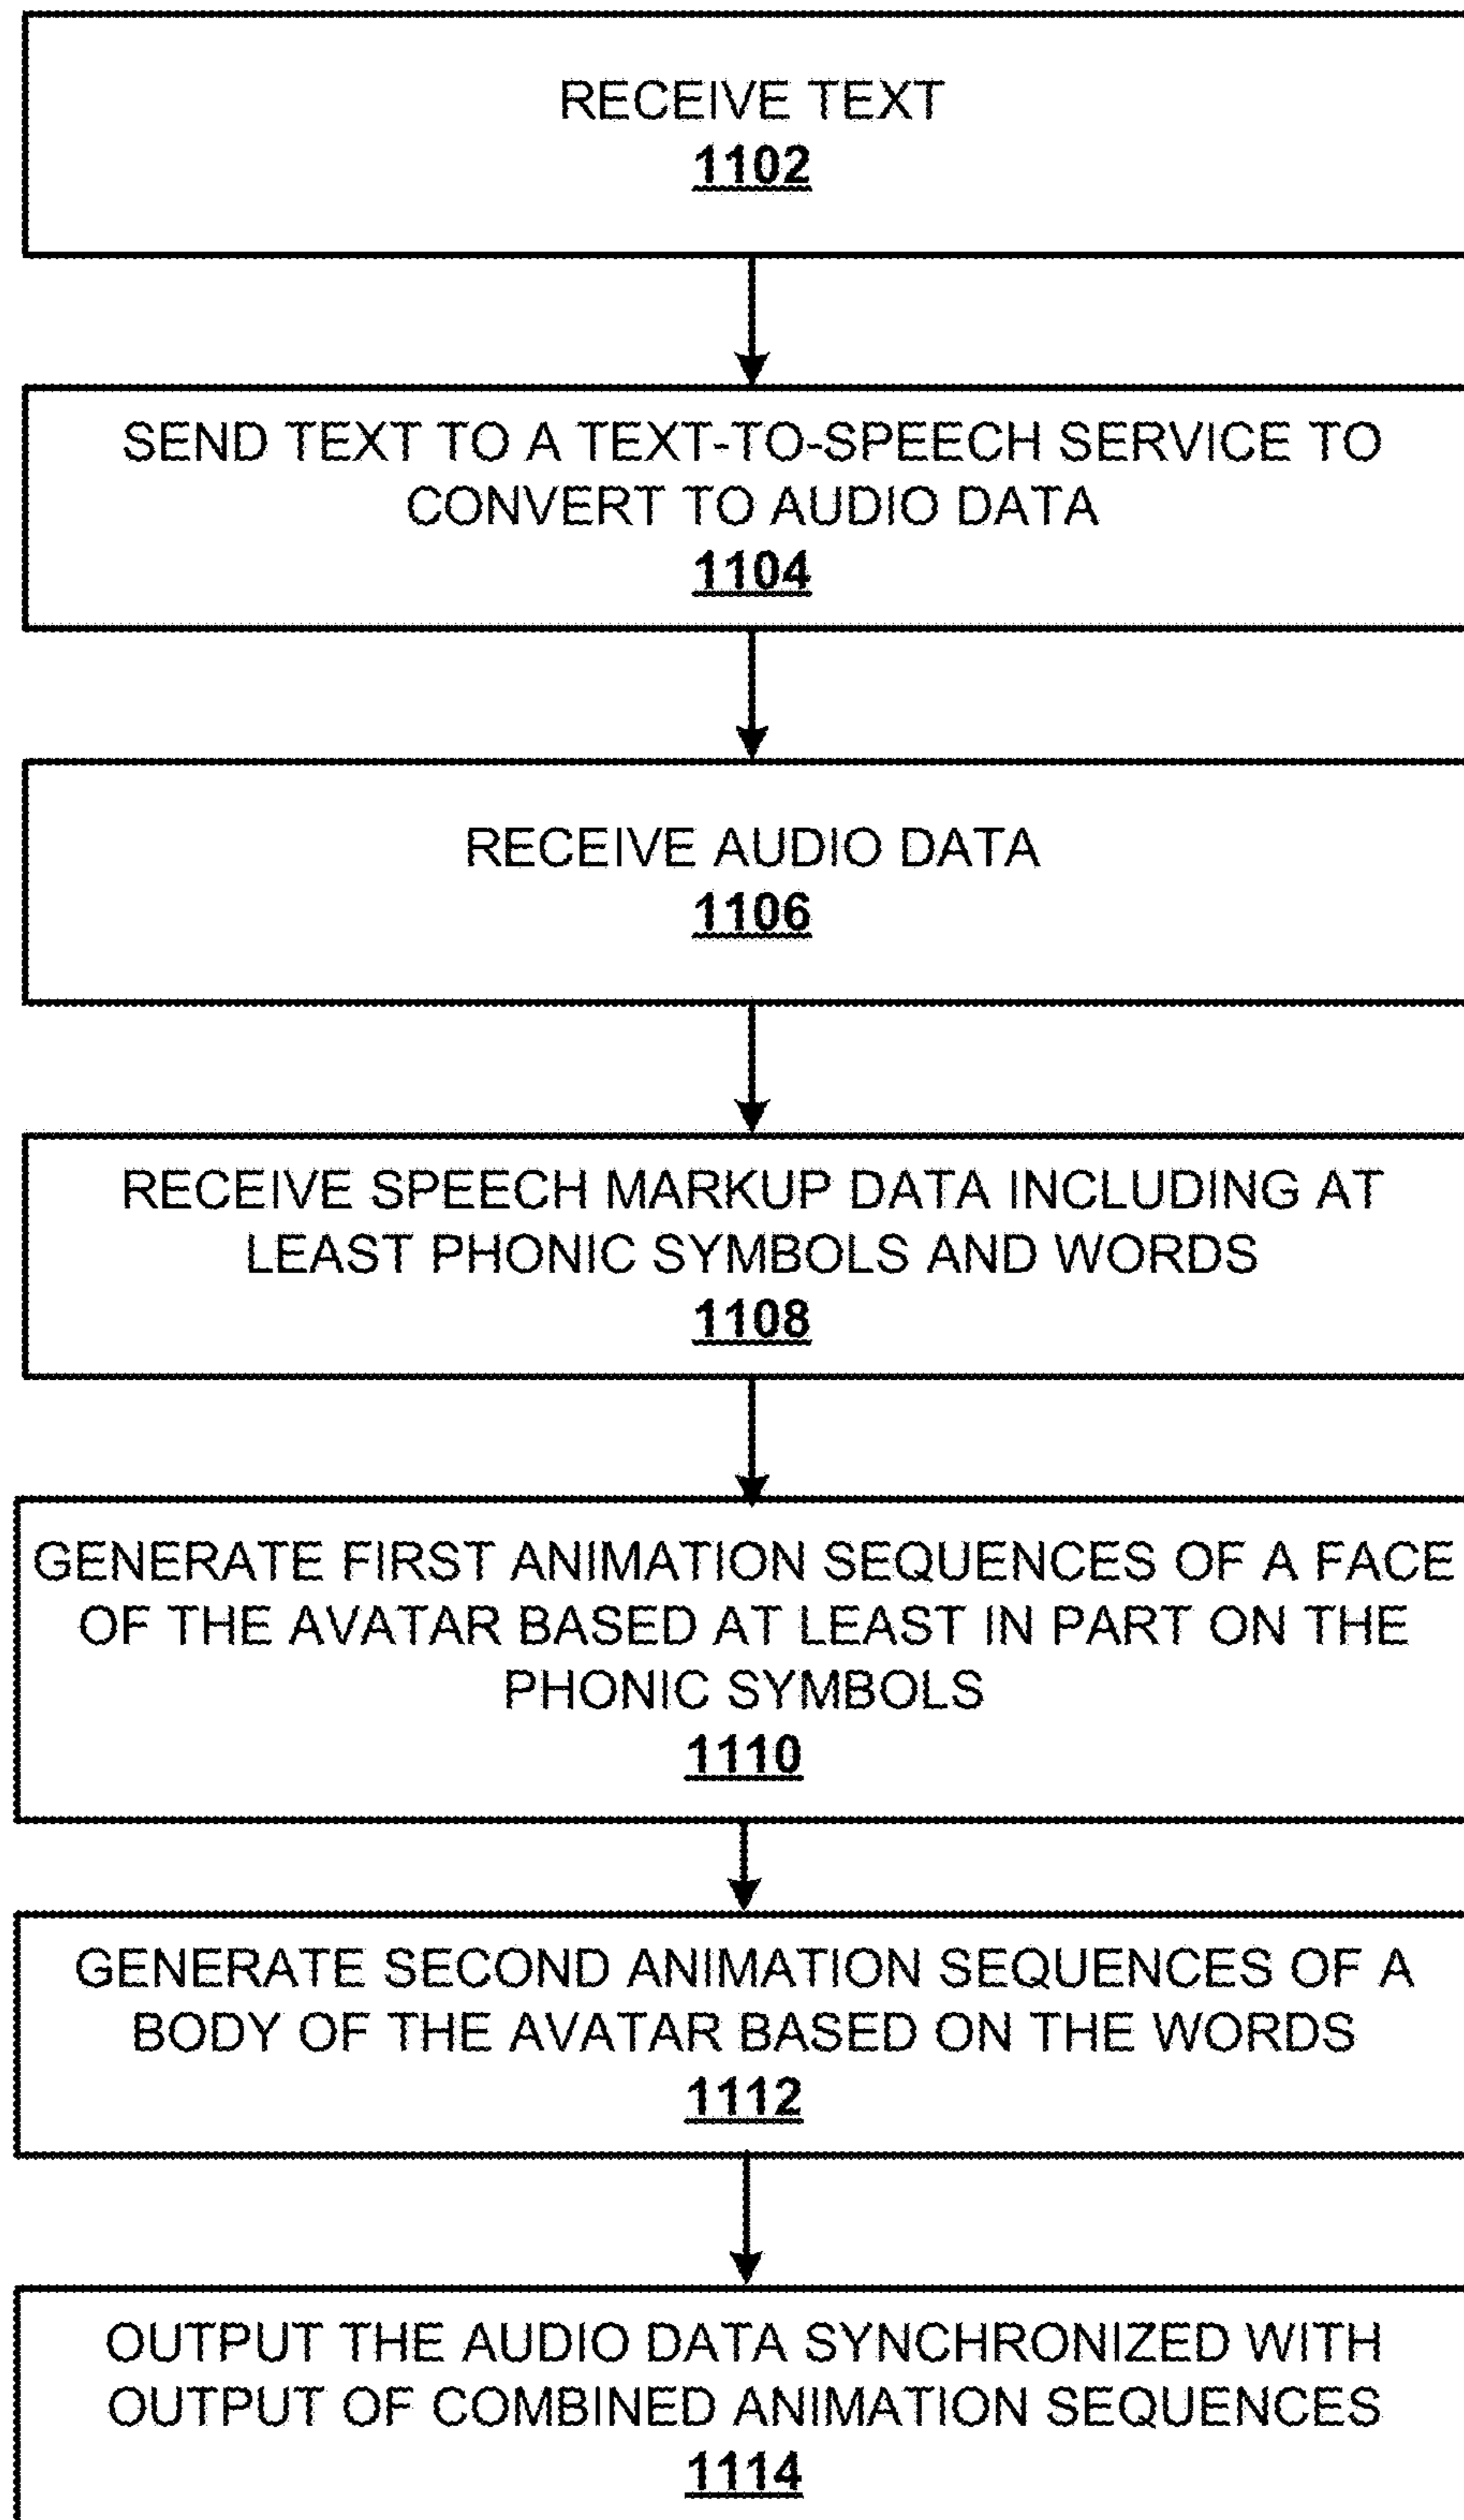 RECEIVE TEXT
1102
SEND TEXT TO A TEXT-TO-SPEECH SERVICE TO
CONVERT TO AUDIO DATA
1104
RECEIVE AUDIO DATA
1106
RECEIVE SPEECH MARKUP DATA INCLUDING AT
LEAST PHONIC SYMBOLS AND WORDS
1108
GENERATE FIRST ANIMATION SEQUENCES OF A FACE
OF THE AVATAR BASED AT LEAST IN PART ON THE
PHONIC SYMBOLS
1110
GENERATE SECOND ANIMATION SEQUENCES OF A
BODY OF THE AVATAR BASED ON THE WORDS
1112
OUTPUT THE AUDIO DATA SYNCHRONIZED WITH
OUTPUT OF COMBINED ANIMATION SEQUENCES
1114